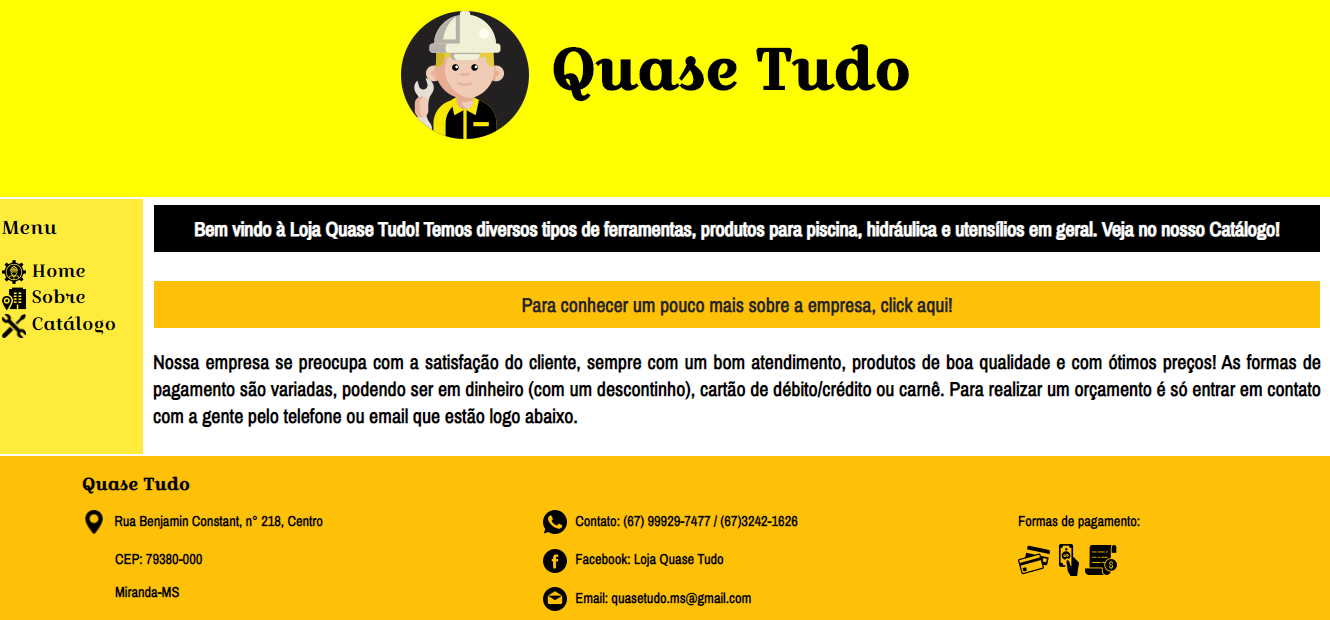 Quase Tudo
Menu
Home
Sobre
Catálogo
Bem vindo à Loja Quase Tudo! Temos diversos tipos de ferramentas, produtos para piscina, hidráulica e utensílios em geral. Veja no nosso Catálogo!
Para conhecer um pouco mais sobre a empresa, click aqui!
Nossa empresa se preocupa com a satisfação do cliente, sempre com um bom atendimento, produtos de boa qualidade e com ótimos preços! As formas de
pagamento são variadas, podendo ser em dinheiro (com um descontinho), cartão de débito/crédito ou carnê. Para realizar um orçamento é só entrar em contato
com a gente pelo telefone ou email que estão logo abaixo.
Quase Tudo
Rua Benjamin Constant, n° 218, Centro
CEP: 79380-000
Miranda-MS
Contato: (67) 99929-7477 / (67)3242-1626
Facebook: Loja Quase Tudo
Email: quasetudo.ms@gmail.com
Formas de pagamento: